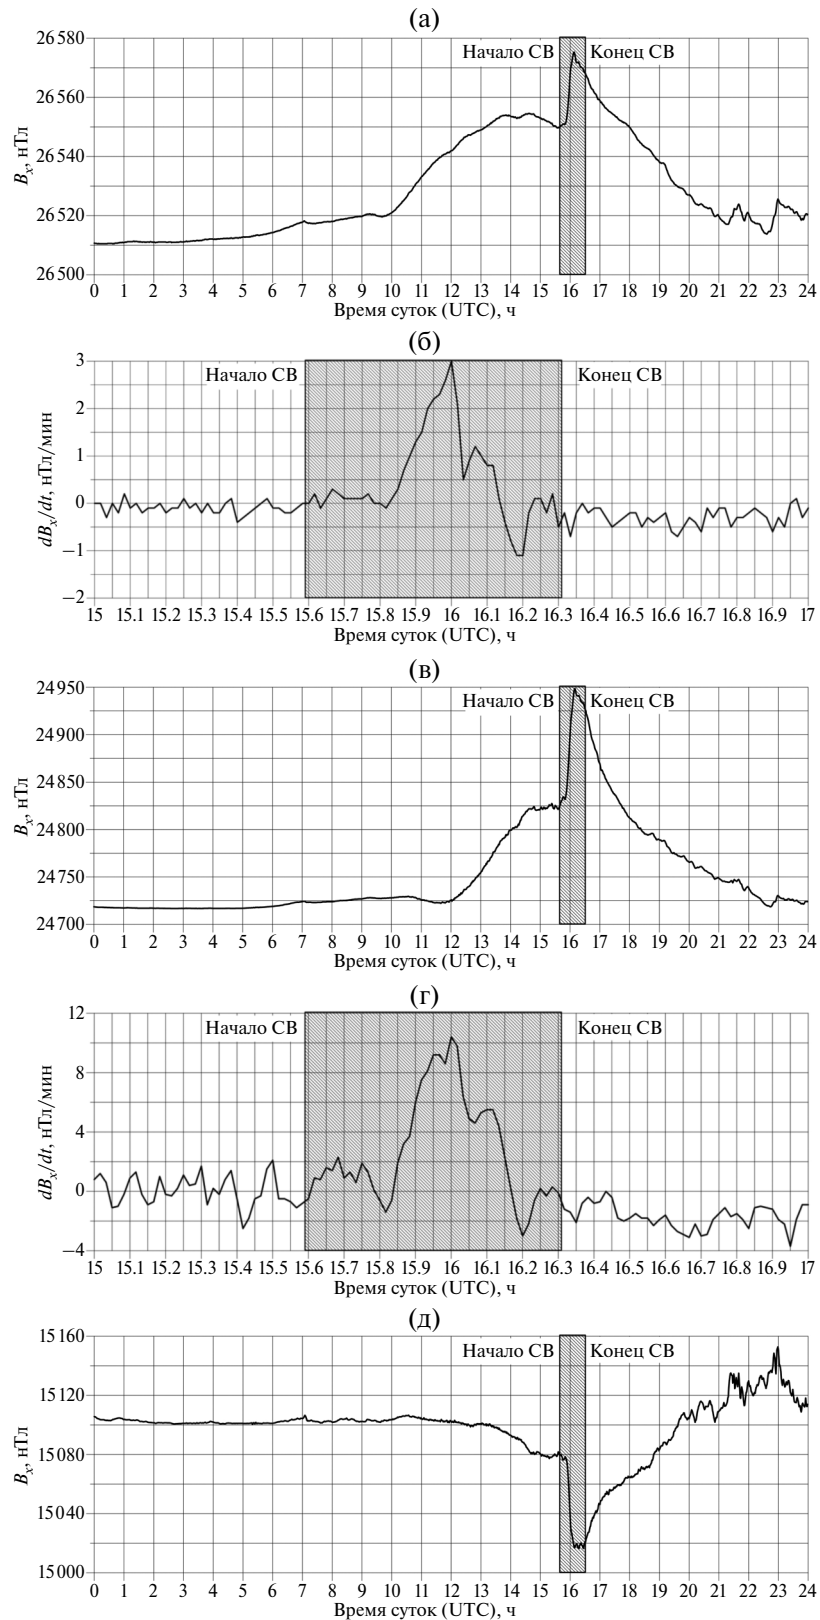 (а)
26 580
26 560
26 540
26 520
26 500
Bx, нТл
Начало СВ
Конец СВ
0 1 2 3 4 5 6 7 8 9 10 11 12 13 14 15 16 17 18 19 20 21 22 23 24
Время суток (UTC), ч
(б)
3
2
1
0
−1
−2
dBx/dt, нТл/мин
Начало СВ
Конец СВ
15 15.1 15.2 15.3 15.4 15.6 15.7 15.8 15.9 16 16.1 16.2 16.3 16.4 16.6 16.7 16.8 16.9 17
Время суток (UTC), ч
(в)
24 950
24 900
24 850
24 800
24 750
24 700
Bx, нТл
Начало СВ
Конец СВ
0 1 2 3 4 5 6 7 8 9 10 11 12 13 14 15 16 17 18 19 20 21 22 23 24
Время суток (UTC), ч
(г)
12
8
4
0
−4
dBx/dt, нТл/мин
Начало СВ
Конец СВ
15 15.1 15.2 15.3 15.4 15.5 15.6 15.7 15.8 15.9 16 16.1 16.2 16.3 16.4 16.6 16.7 16.8 16.9 17
Время суток (UTC), ч
(д)
15 160
15 120
15 080
15 040
15 000
Bx, нТл
Начало СВ
Конец СВ
0 1 2 3 4 5 6 7 8 9 10 11 12 13 14 15 16 17 18 19 20 21 22 23 24
Время суток (UTC), ч